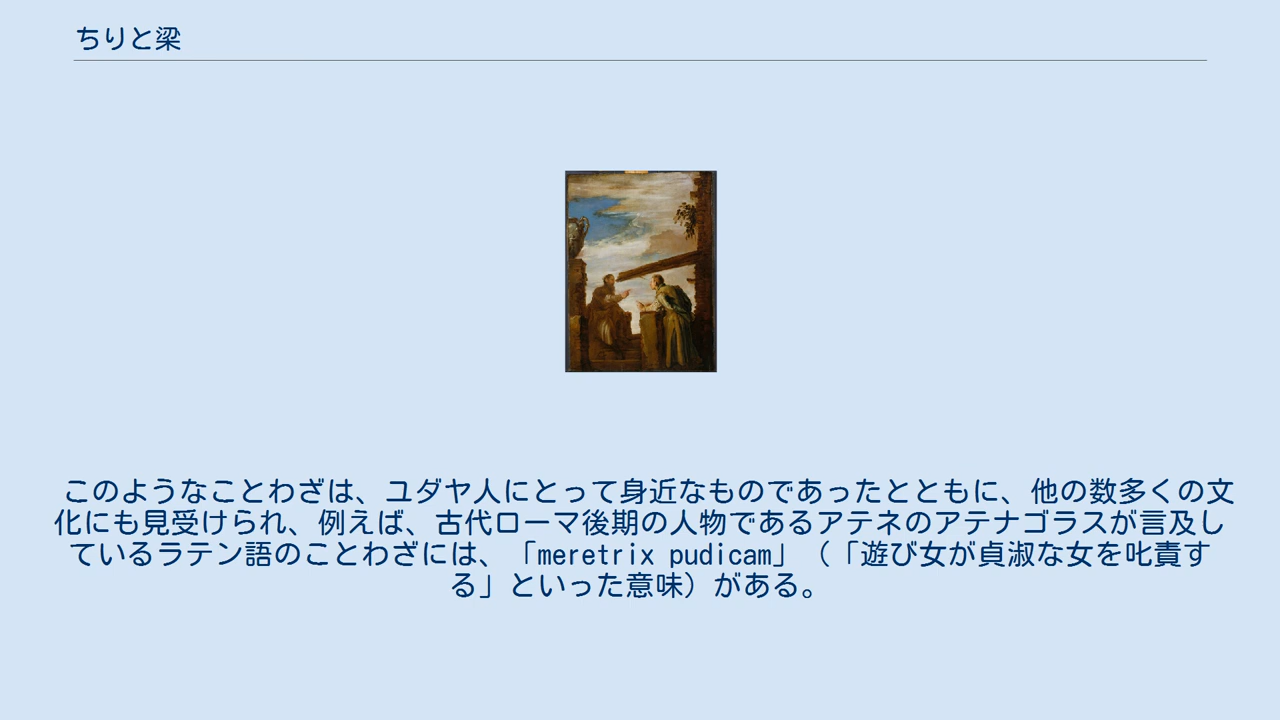 ちりと梁
このようなことわざは、ユダヤ人にとって身近なものであったとともに、他の数多くの文
化にも見受けられ、例えば、古代ローマ後期の人物であるアテネのアテナゴラスが言及し
ているラテン語のことわざには、「meretrix pudicam」（「遊び女が貞淑な女を叱責す
る」といった意味）がある。